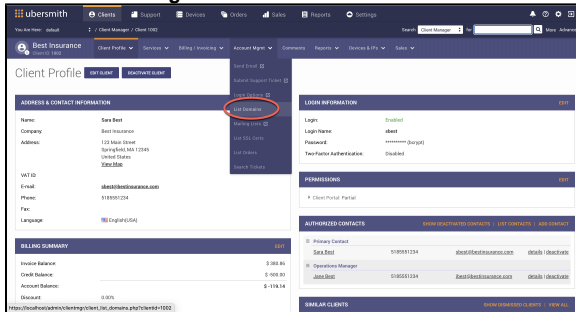 ubersmith Clients Support Devices Orders Sales Reports Settings
You Are Here: default / Client Manager / Client 1002 Search Client Manager for More Advanced
Best Insurance
Client ID: 1002
Client Profile Services Billing / Invoicing Account Mgmt Comments Reports Devices & IPs Sales
Client Profile EDIT CLIENT DEACTIVATE CLIENT
Send Email
Submit Support Ticket
Login Options
List Domains
Mailing Lists
List SSL Certs
List Orders
Search Tickets
ADDRESS & CONTACT INFORMATION
Name: Sara Best
Company: Best Insurance
Address: 123 Main Street
Springfield, MA 12345
United States
View Map
VAT ID
E-mail: sbest@bestinsurance.com
Phone: 5185551234
Fax:
Language: English(USA)
BILLING SUMMARY EDIT
Invoice Balance: $ 380.86
Credit Balance: $ -500.00
Account Balance: $ -119.14
Discount: 0.00%
https://localhost/admin/clientmgr/client_list_domains.php?clientid=1002
LOGIN INFORMATION EDIT
Login: Enabled
Login Name: sbest
Password: ********** (bcrypt)
Two-Factor Authentication: Disabled
PERMISSIONS EDIT
Client Portal: Partial
AUTHORIZED CONTACTS SHOW DEACTIVATED CONTACTS | LIST CONTACTS | ADD CONTACT
Primary Contact
Sara Best 5185551234 sbest@bestinsurance.com details | deactivate
Operations Manager
Jane Best 5185551234 jbest@bestinsurance.com details | deactivate
SIMILAR CLIENTS SHOW DISMISSED CLIENTS | VIEW ALL